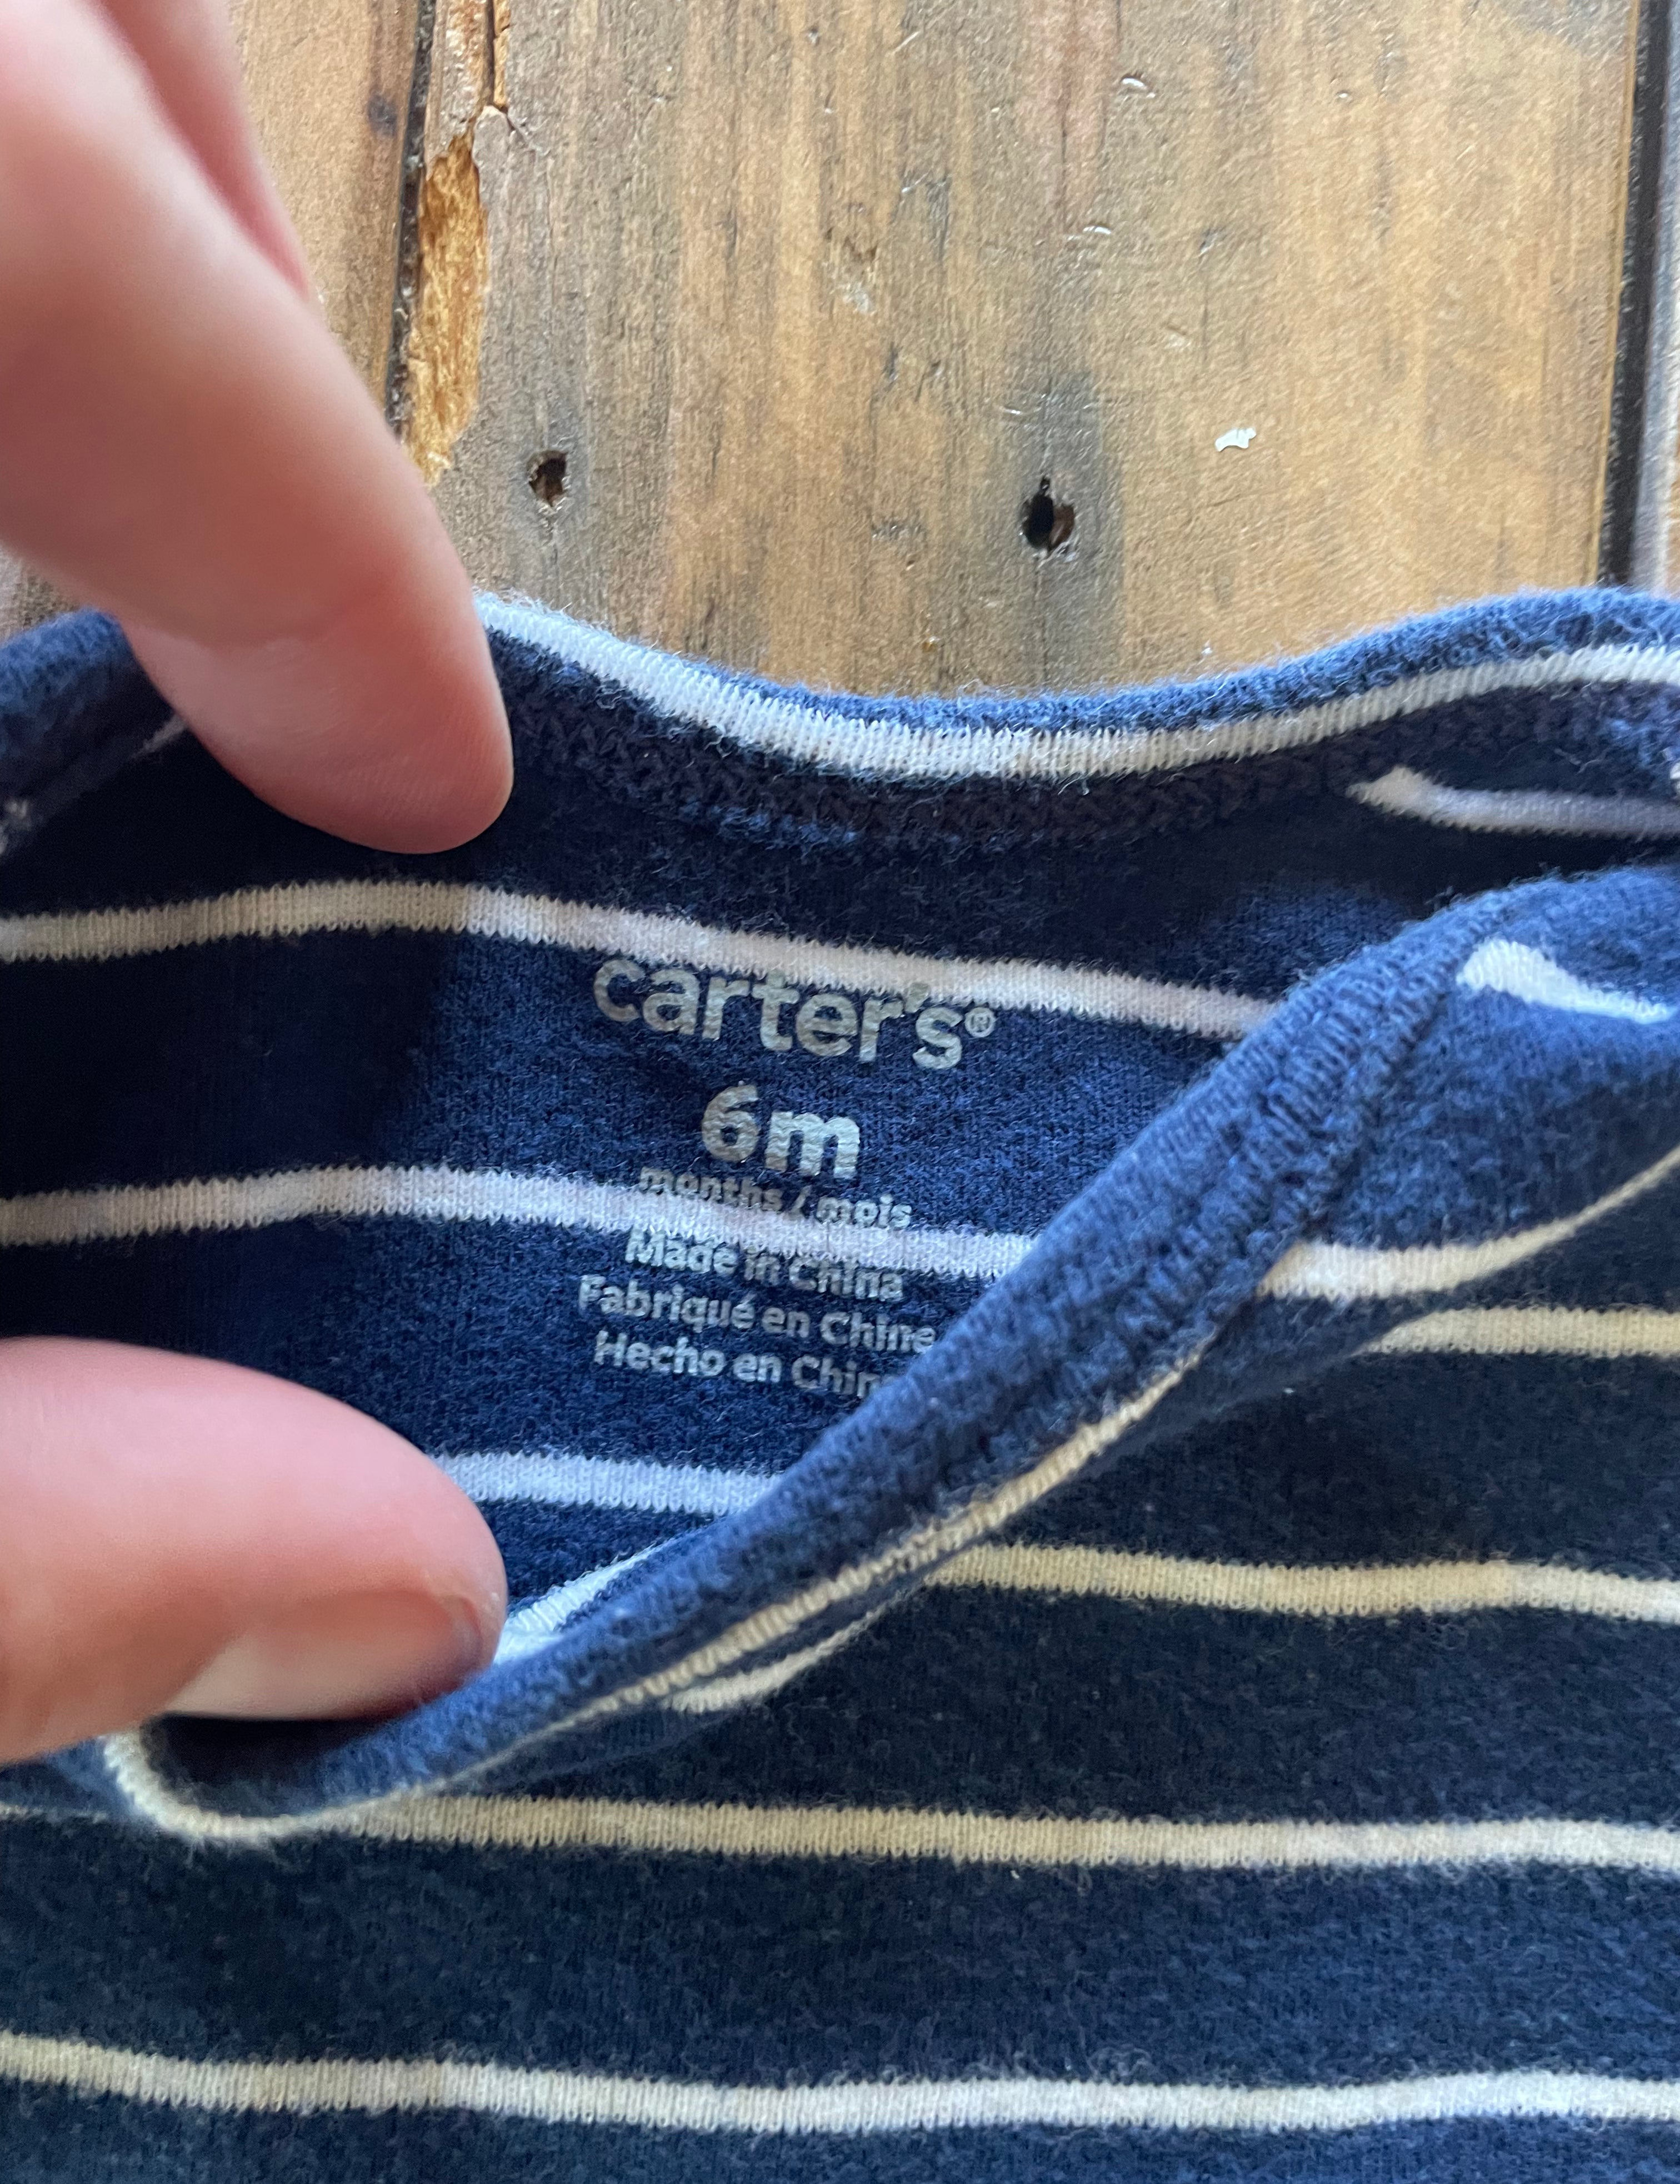 carter's®
6m
months / mois
Made in China
Fabriqué en Chine
Hecho en